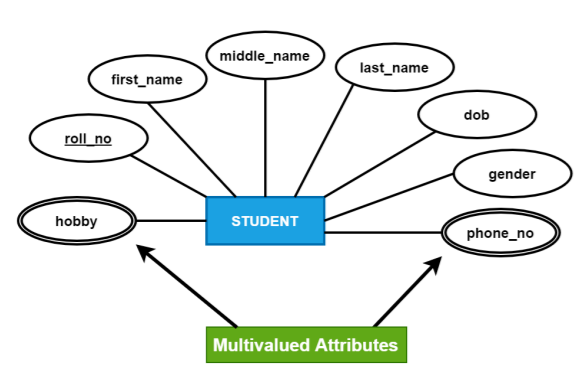 middle_name
first_name
last_name
dob
roll_no
gender
hobby
STUDENT
phone_no
Multivalued Attributes